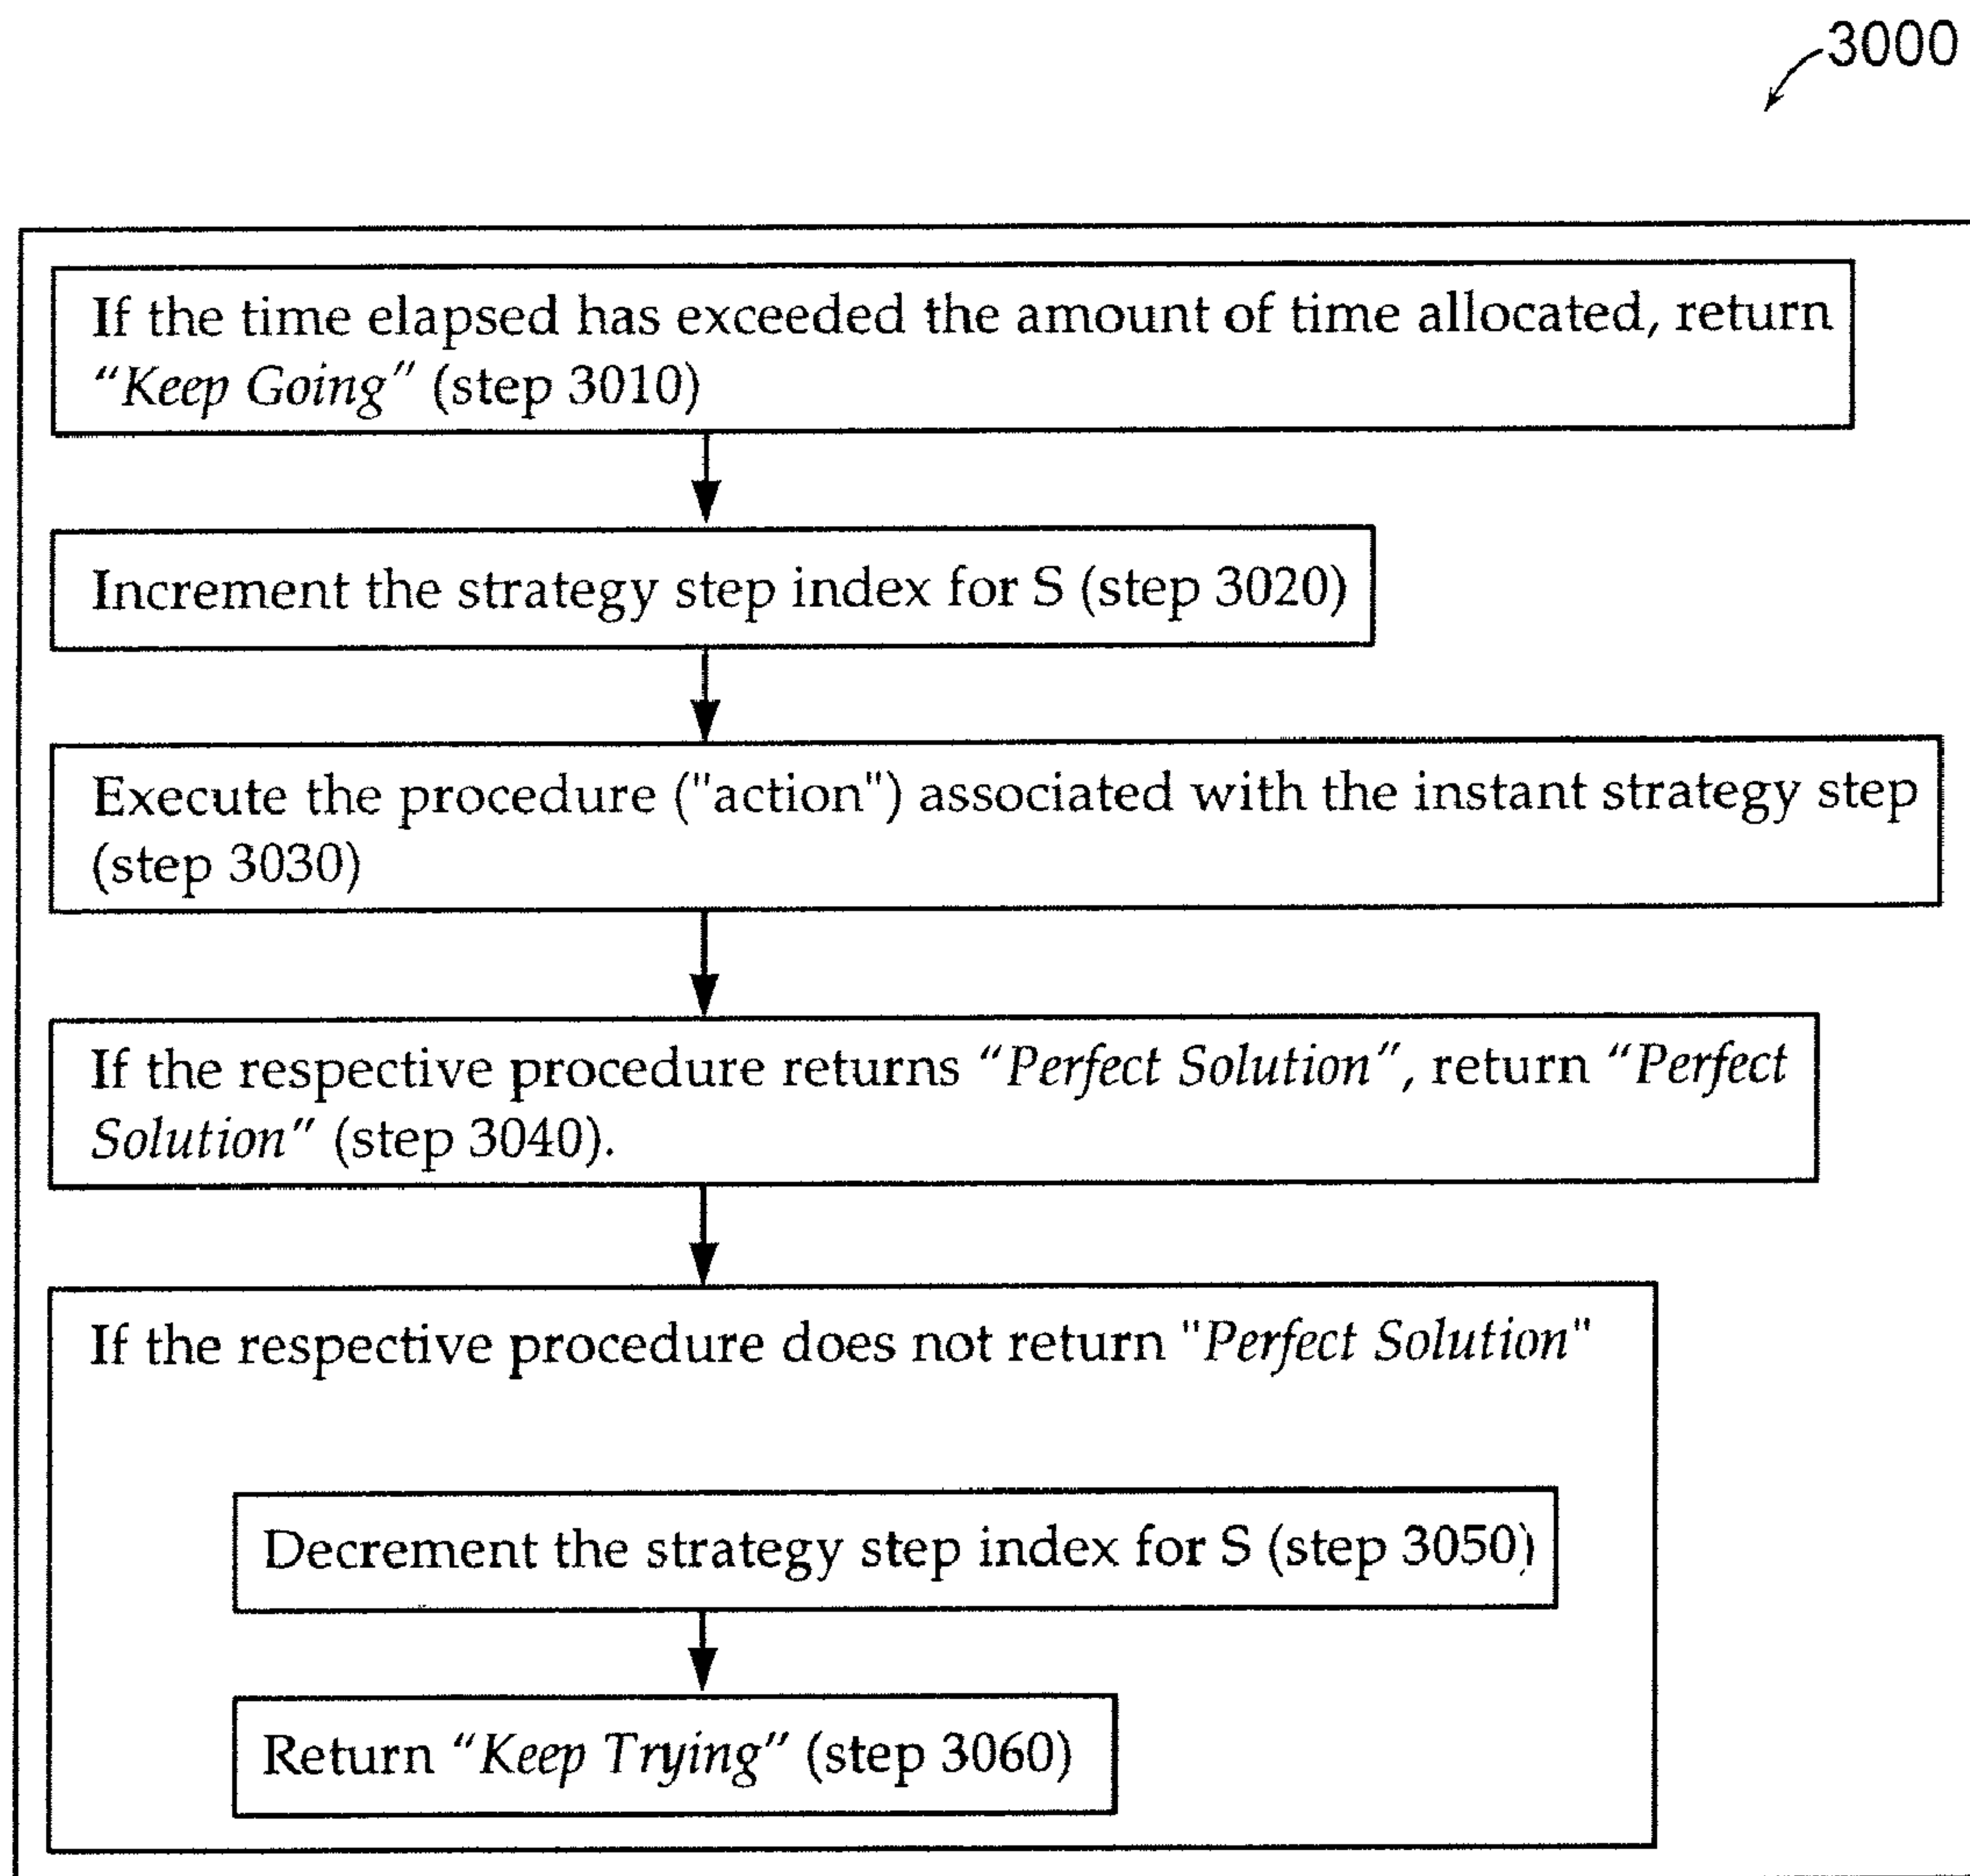 3000
If the time elapsed has exceeded the amount of time allocated, return
“Keep Going” (step 3010)
Increment the strategy step index for S (step 3020)
Execute the procedure ("action") associated with the instant strategy step
(step 3030)
If the respective procedure returns “Perfect Solution”, return “Perfect
Solution” (step 3040).
If the respective procedure does not return "Perfect Solution"
Decrement the strategy step index for S (step 3050)
Return “Keep Trying” (step 3060)